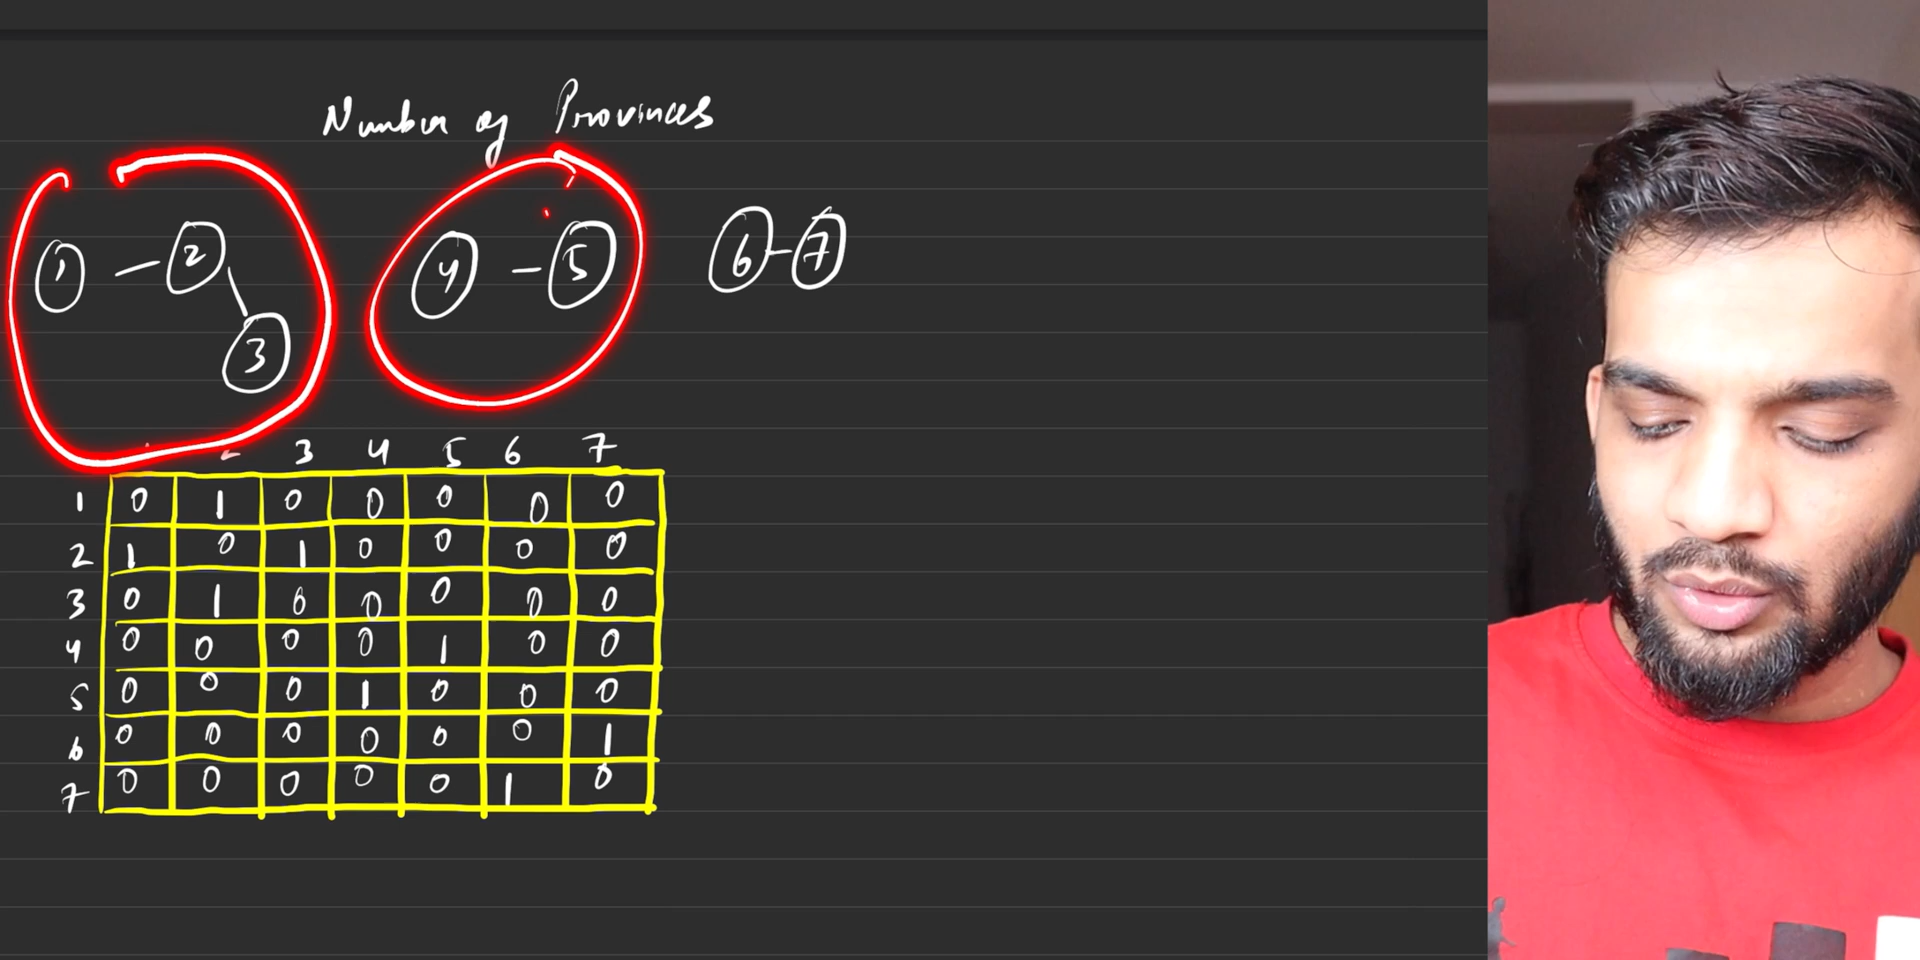 Number of Provinces
1 - 2 4 - 5 6 - 7
3
3 4 5 6 7
1 0 1 0 0 0 0 0
2 1 0 1 0 0 0 0
3 0 1 0 0 0 0 0
4 0 0 0 0 1 0 0
5 0 0 0 1 0 0 0
6 0 0 0 0 0 0 1
7 0 0 0 0 0 1 0